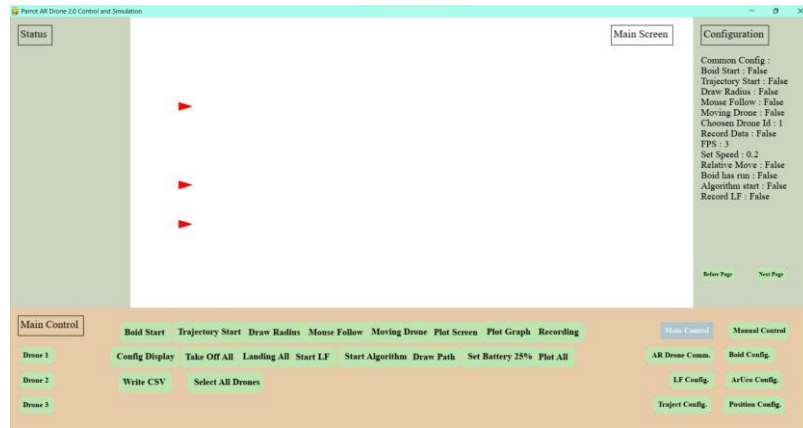 Parrot AR Drone 2.0 Control and Simulation
Status
Main Screen
Configuration
Common Config :
Boid Start : False
Trajectory Start : False
Draw Radius : False
Mouse Follow : False
Moving Drone : False
Choosen Drone Id : 1
Record Data : False
FPS : 3
Set Speed : 0.2
Relative Move : False
Boid has run : False
Algorithm start : False
Record LF : False
Before Page Next Page
Main Control
Boid Start Trajectory Start Draw Radius Mouse Follow Moving Drone Plot Screen Plot Graph Recording
Main Control Manual Control
Drone 1
Config Display Take Off All Landing All Start LF Start Algorithm Draw Path Set Battery 25% Plot All
AR Drone Comm. Boid Config.
Drone 2
Write CSV Select All Drones
LF Config. ArUco Config.
Drone 3
Traject Config. Position Config.